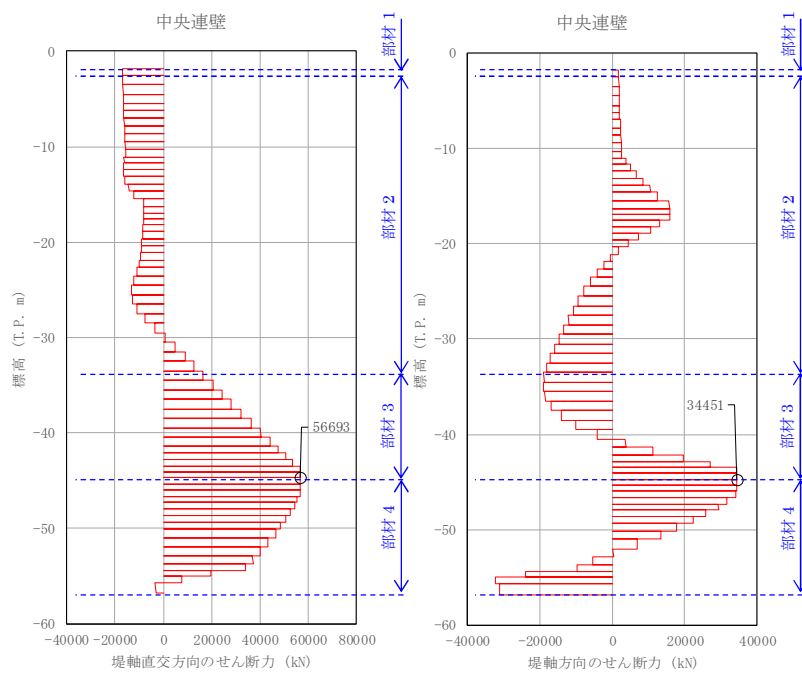 中央連壁
0
-10
-20
-30
-40
-50
-60
標高 (T.P. m)
-40000 -20000 0 20000 40000 60000 80000
堤軸直交方向のせん断力 (kN)
56693
部材 1
部材 2
部材 3
部材 4
中央連壁
0
-10
-20
-30
-40
-50
-60
標高 (T.P. m)
-40000 -20000 0 20000 40000
堤軸方向のせん断力 (kN)
34451
部材 1
部材 2
部材 3
部材 4